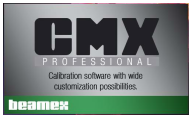 CMX
PROFESSIONAL
Calibration software with wide
customization possibilities.
beamex